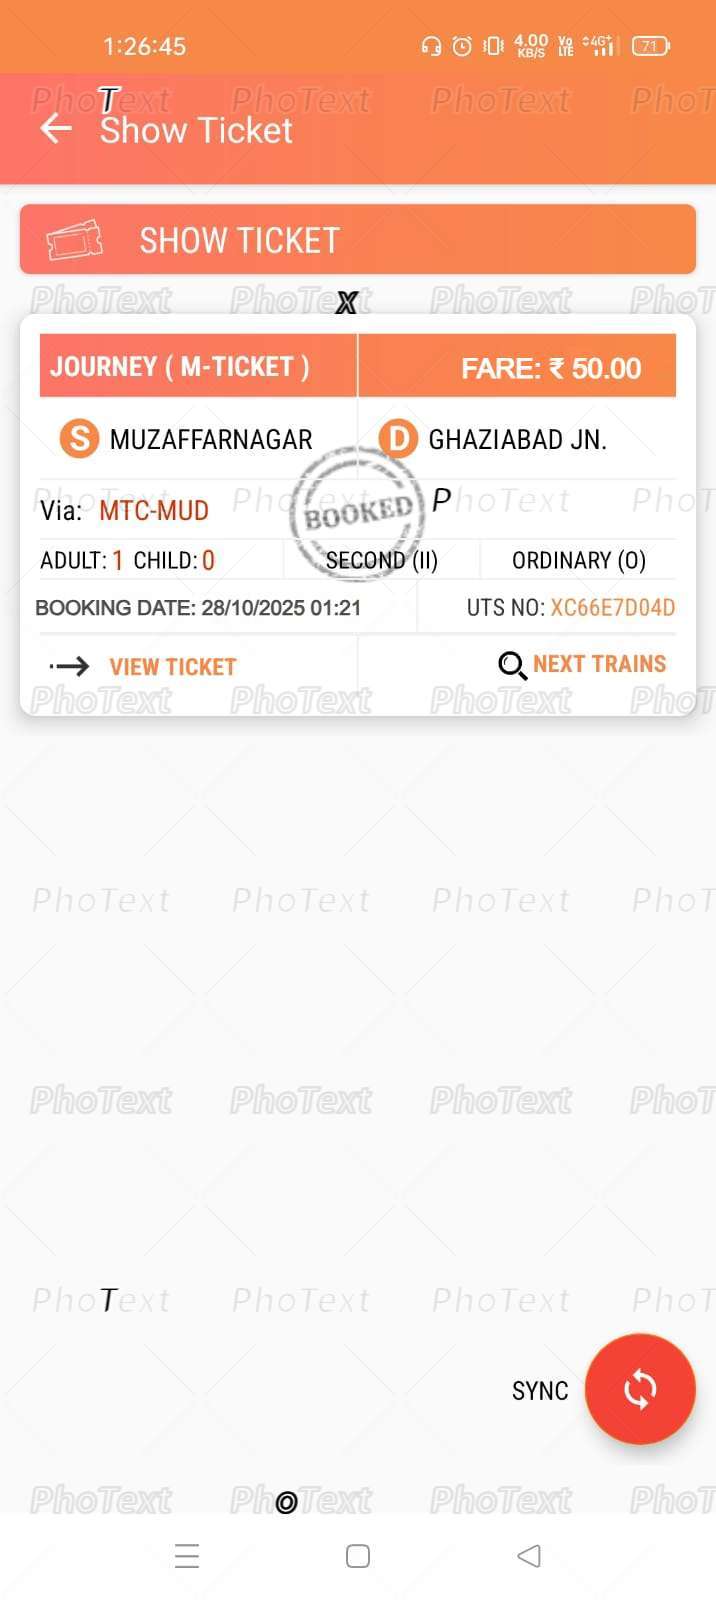 1:26:45 4.00 KB/S Vo LTE 4G+ 71
PhoText PhoText PhoText PhoT
Show Ticket
SHOW TICKET
PhoText PhoText PhoText PhoT
JOURNEY ( M-TICKET ) FARE: ₹ 50.00
S MUZAFFARNAGAR D GHAZIABAD JN.
PhoText PhoText PhoText PhoT
Via: MTC-MUD BOOKED
ADULT: 1 CHILD: 0 SECOND (II) ORDINARY (O)
BOOKING DATE: 28/10/2025 01:21 UTS NO: XC66E7D04D
VIEW TICKET NEXT TRAINS
PhoText PhoText PhoText PhoT
PhoText PhoText PhoText PhoT
PhoText PhoText PhoText PhoT
PhoText PhoText PhoText PhoT
SYNC
PhoText PhoText PhoText PhoT